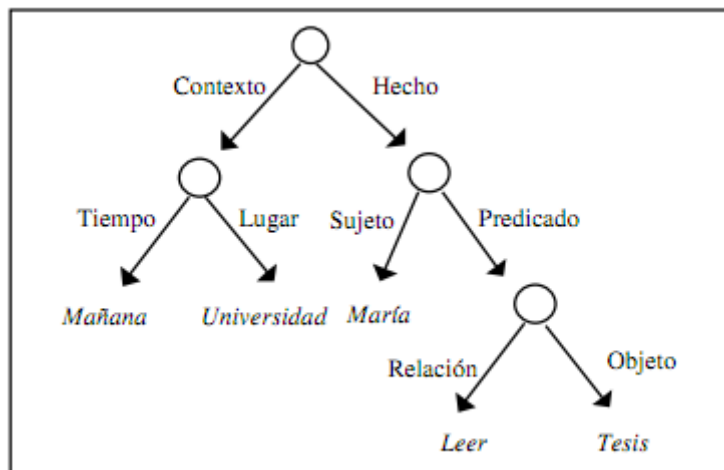 Contexto Hecho
Tiempo Lugar Sujeto Predicado
Mañana Universidad María
Relación Objeto
Leer Tesis